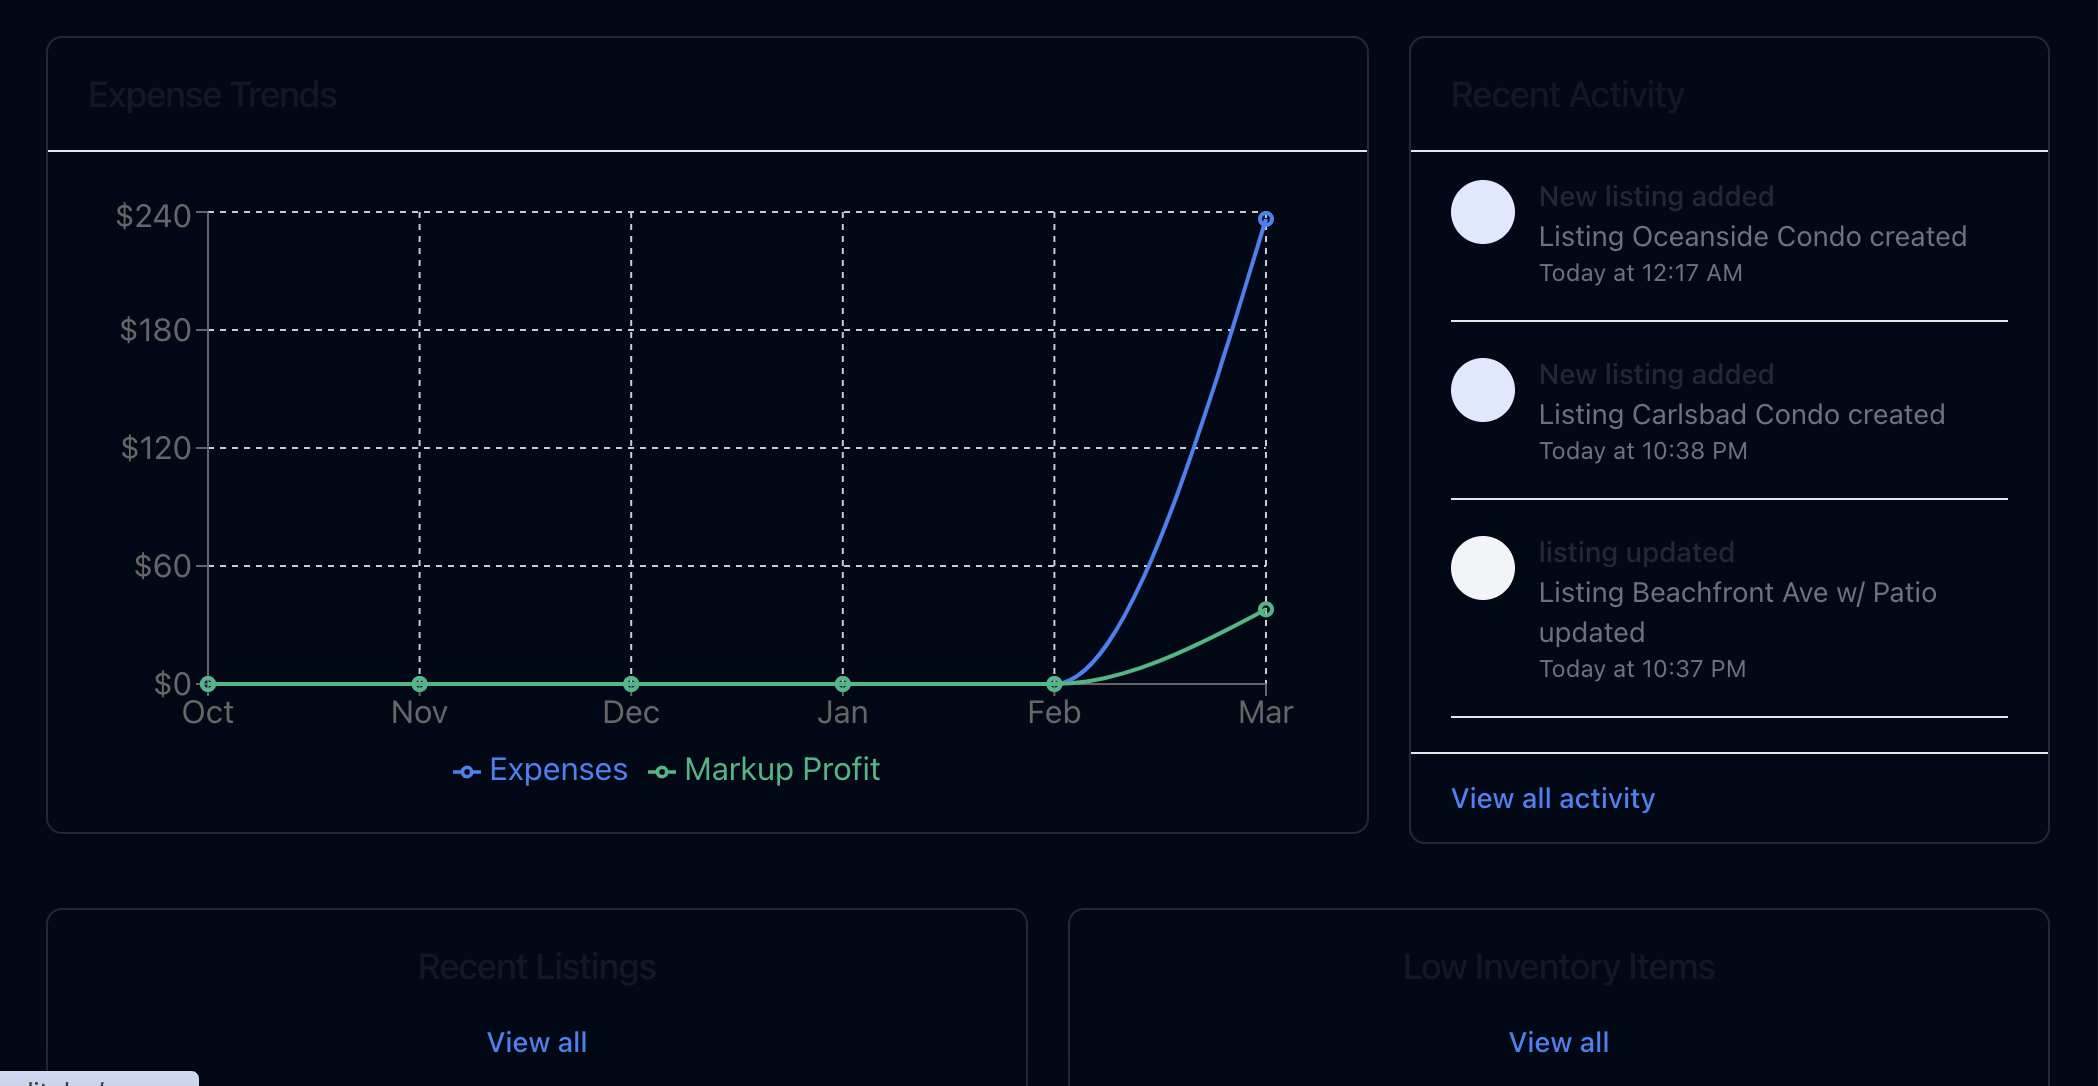 Expense Trends
$240
$180
$120
$60
$0
Oct Nov Dec Jan Feb Mar
Expenses Markup Profit
Recent Activity
New listing added
Listing Oceanside Condo created
Today at 12:17 AM
New listing added
Listing Carlsbad Condo created
Today at 10:38 PM
listing updated
Listing Beachfront Ave w/ Patio
updated
Today at 10:37 PM
View all activity
Recent Listings
View all
Low Inventory Items
View all